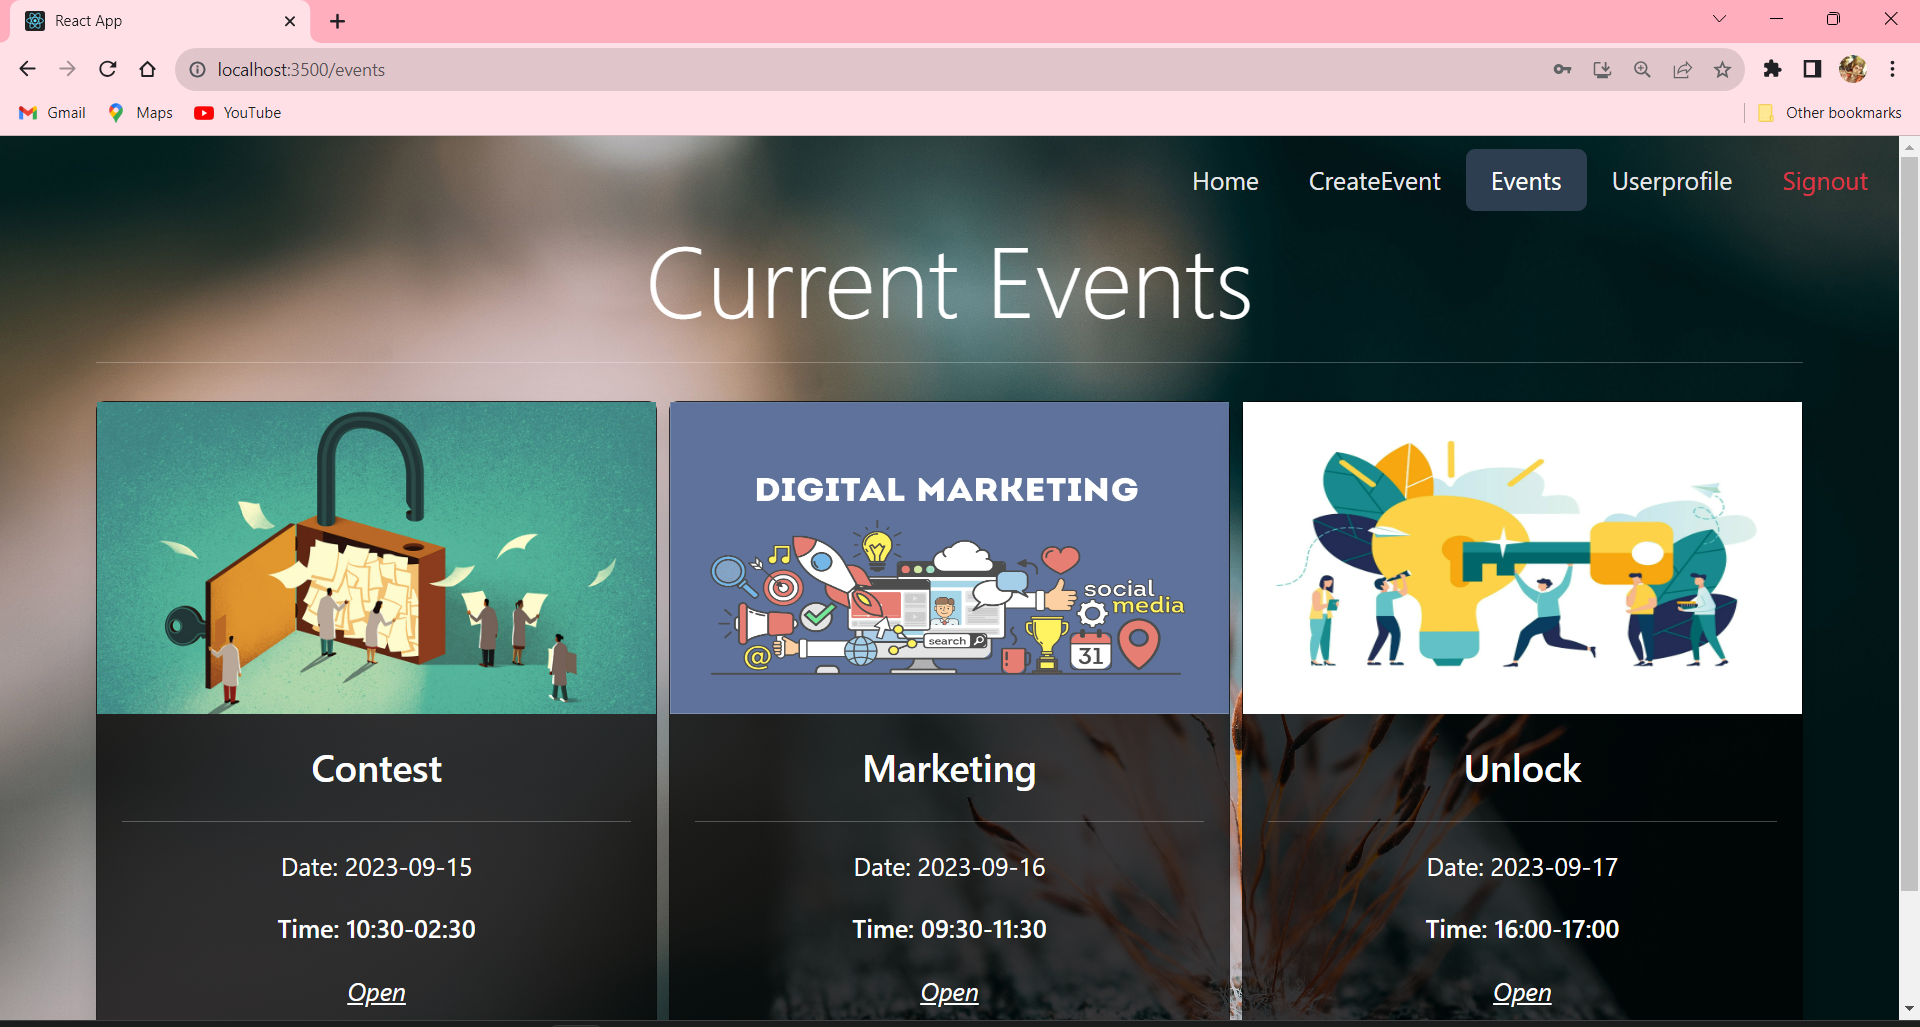 React App
localhost:3500/events
Gmail Maps YouTube Other bookmarks
Home CreateEvent Events Userprofile Signout
Current Events
DIGITAL MARKETING
social
media
search
@
31
Contest
Date: 2023-09-15
Time: 10:30-02:30
Open
Marketing
Date: 2023-09-16
Time: 09:30-11:30
Open
Unlock
Date: 2023-09-17
Time: 16:00-17:00
Open